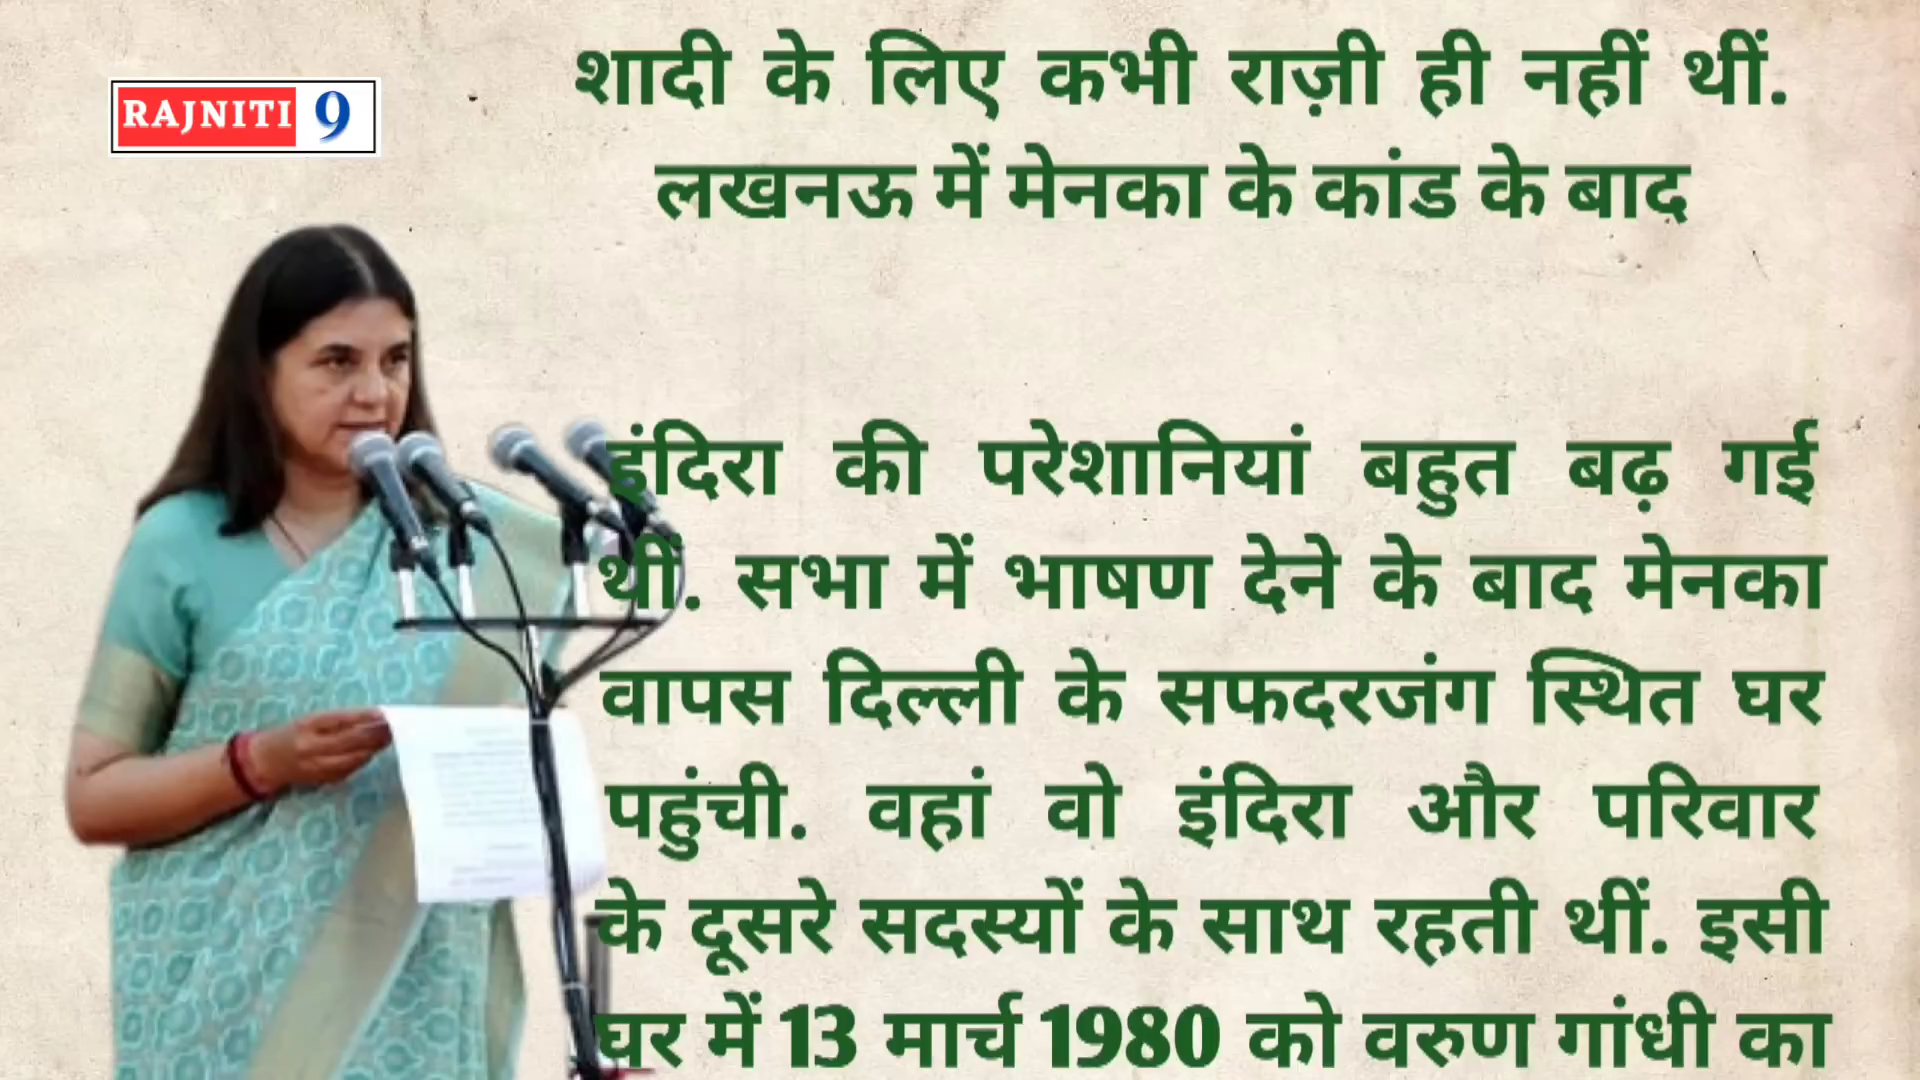 RAJNITI 9
शादी के लिए कभी राज़ी ही नहीं थीं.
लखनऊ में मेनका के कांड के बाद
इंदिरा की परेशानियां बहुत बढ़ गई
थीं. सभा में भाषण देने के बाद मेनका
वापस दिल्ली के सफदरजंग स्थित घर
पहुंची. वहां वो इंदिरा और परिवार
के दूसरे सदस्यों के साथ रहती थीं. इसी
घर में 13 मार्च 1980 को वरुण गांधी का